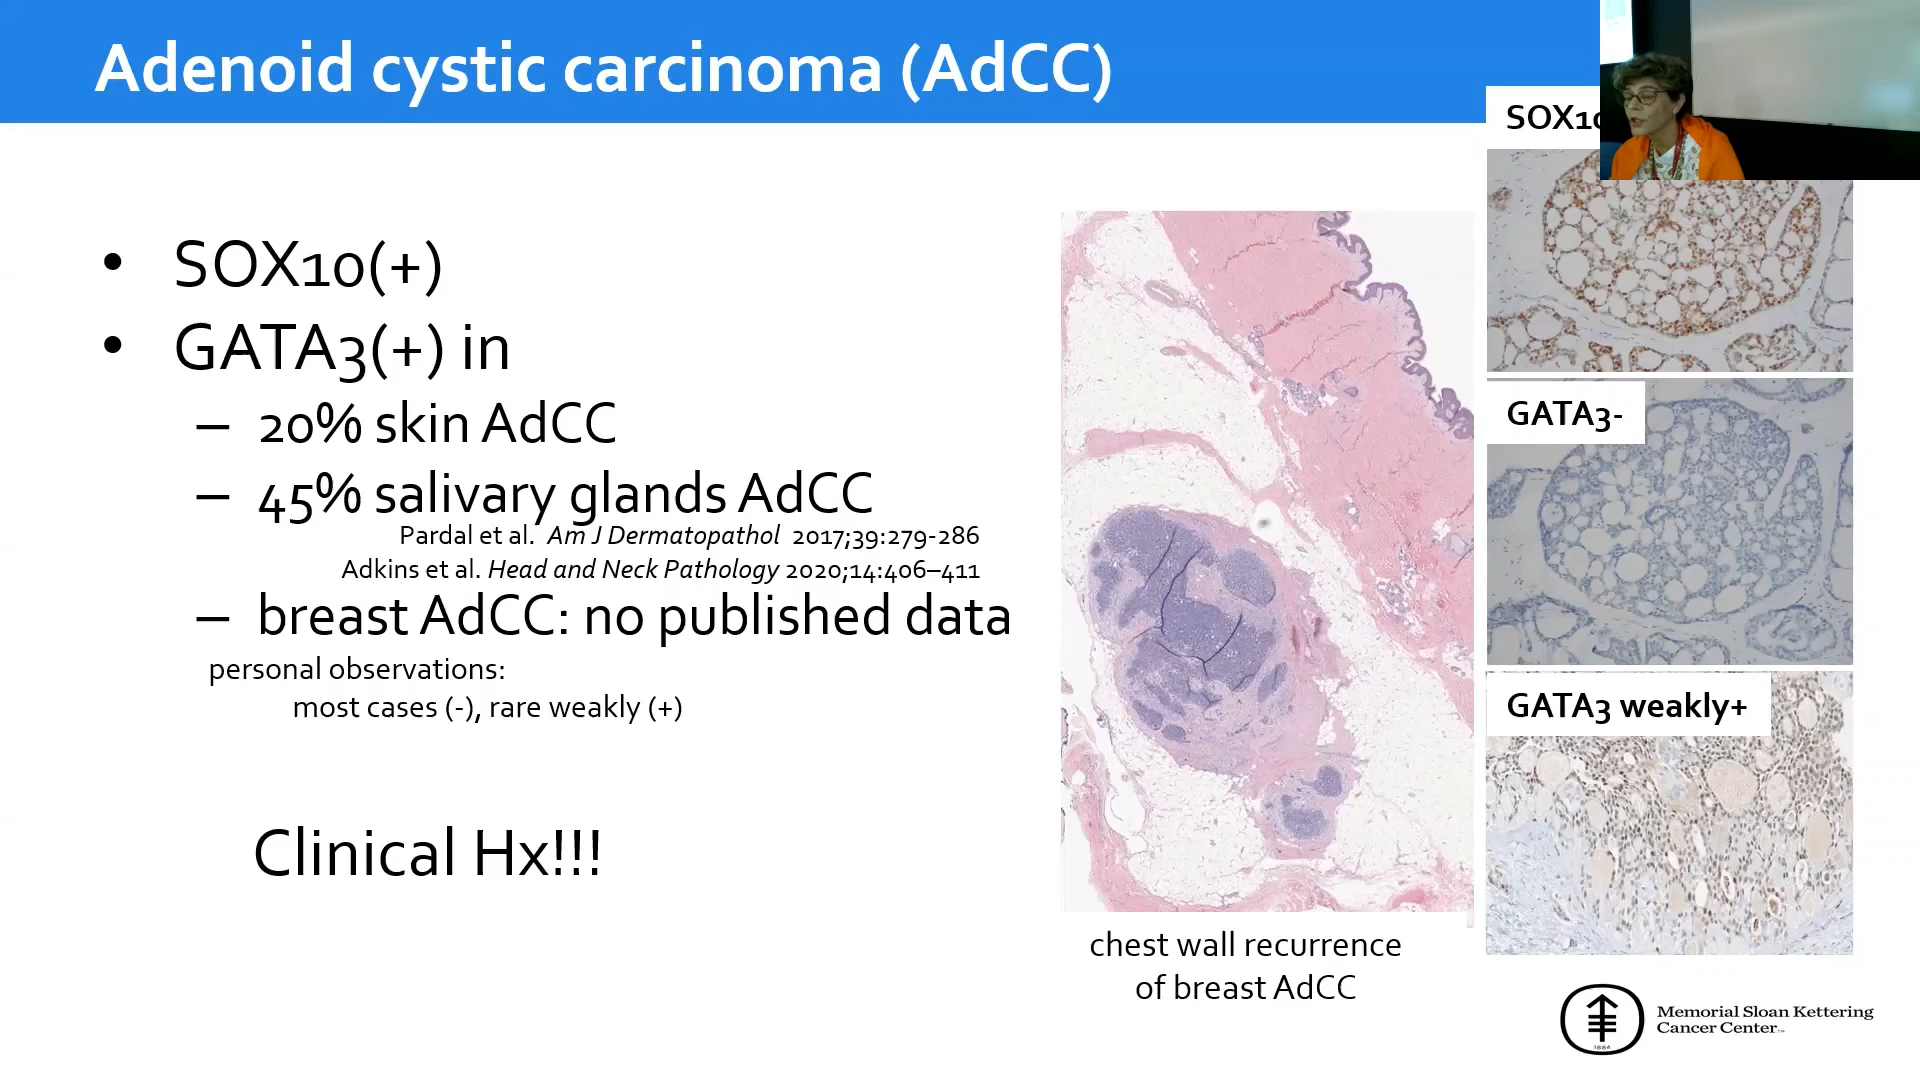 Adenoid cystic carcinoma (AdCC)
• SOX10(+)
• GATA3(+) in
– 20% skin AdCC
– 45% salivary glands AdCC
Pardal et al. Am J Dermatopathol 2017;39:279-286
Adkins et al. Head and Neck Pathology 2020;14:406–411
– breast AdCC: no published data
personal observations:
most cases (-), rare weakly (+)
Clinical Hx!!!
chest wall recurrence
of breast AdCC
SOX10
GATA3-
GATA3 weakly+
Memorial Sloan Kettering
Cancer Center
1884